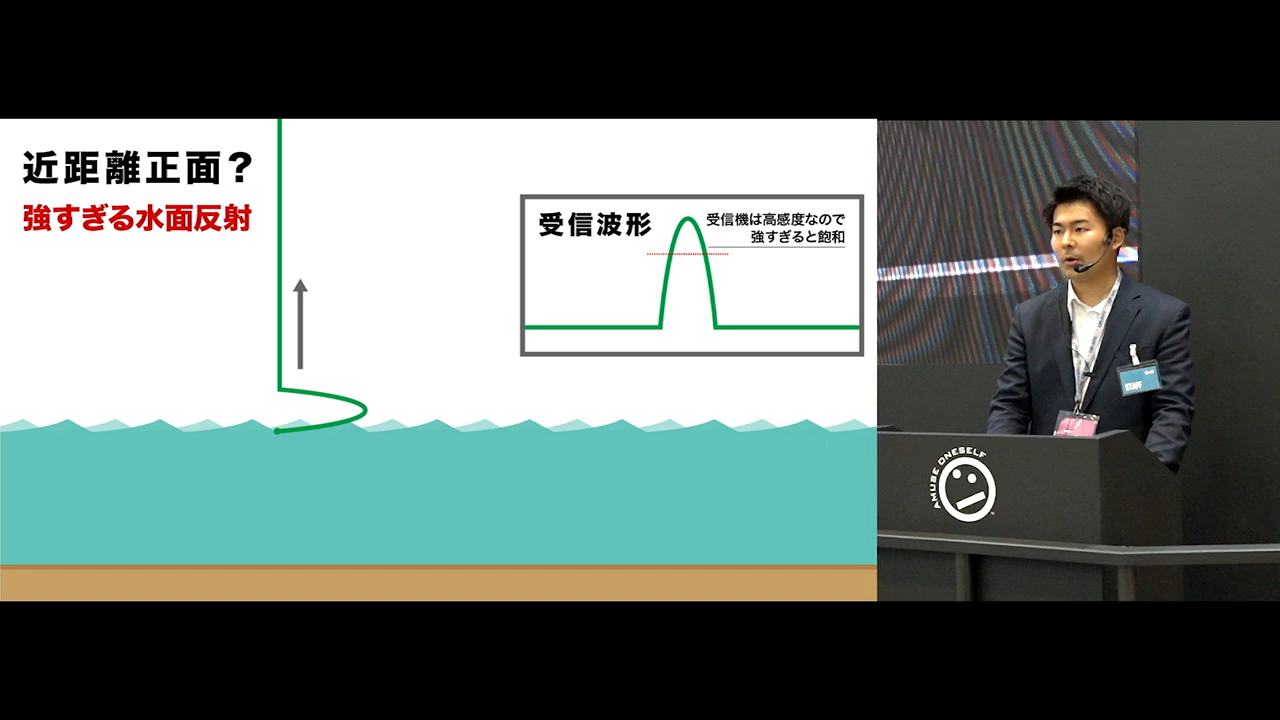 近距離正面？
強すぎる水面反射
受信波形
受信機は高感度なので
強すぎると飽和
STAFF
AMUSE ONESELF